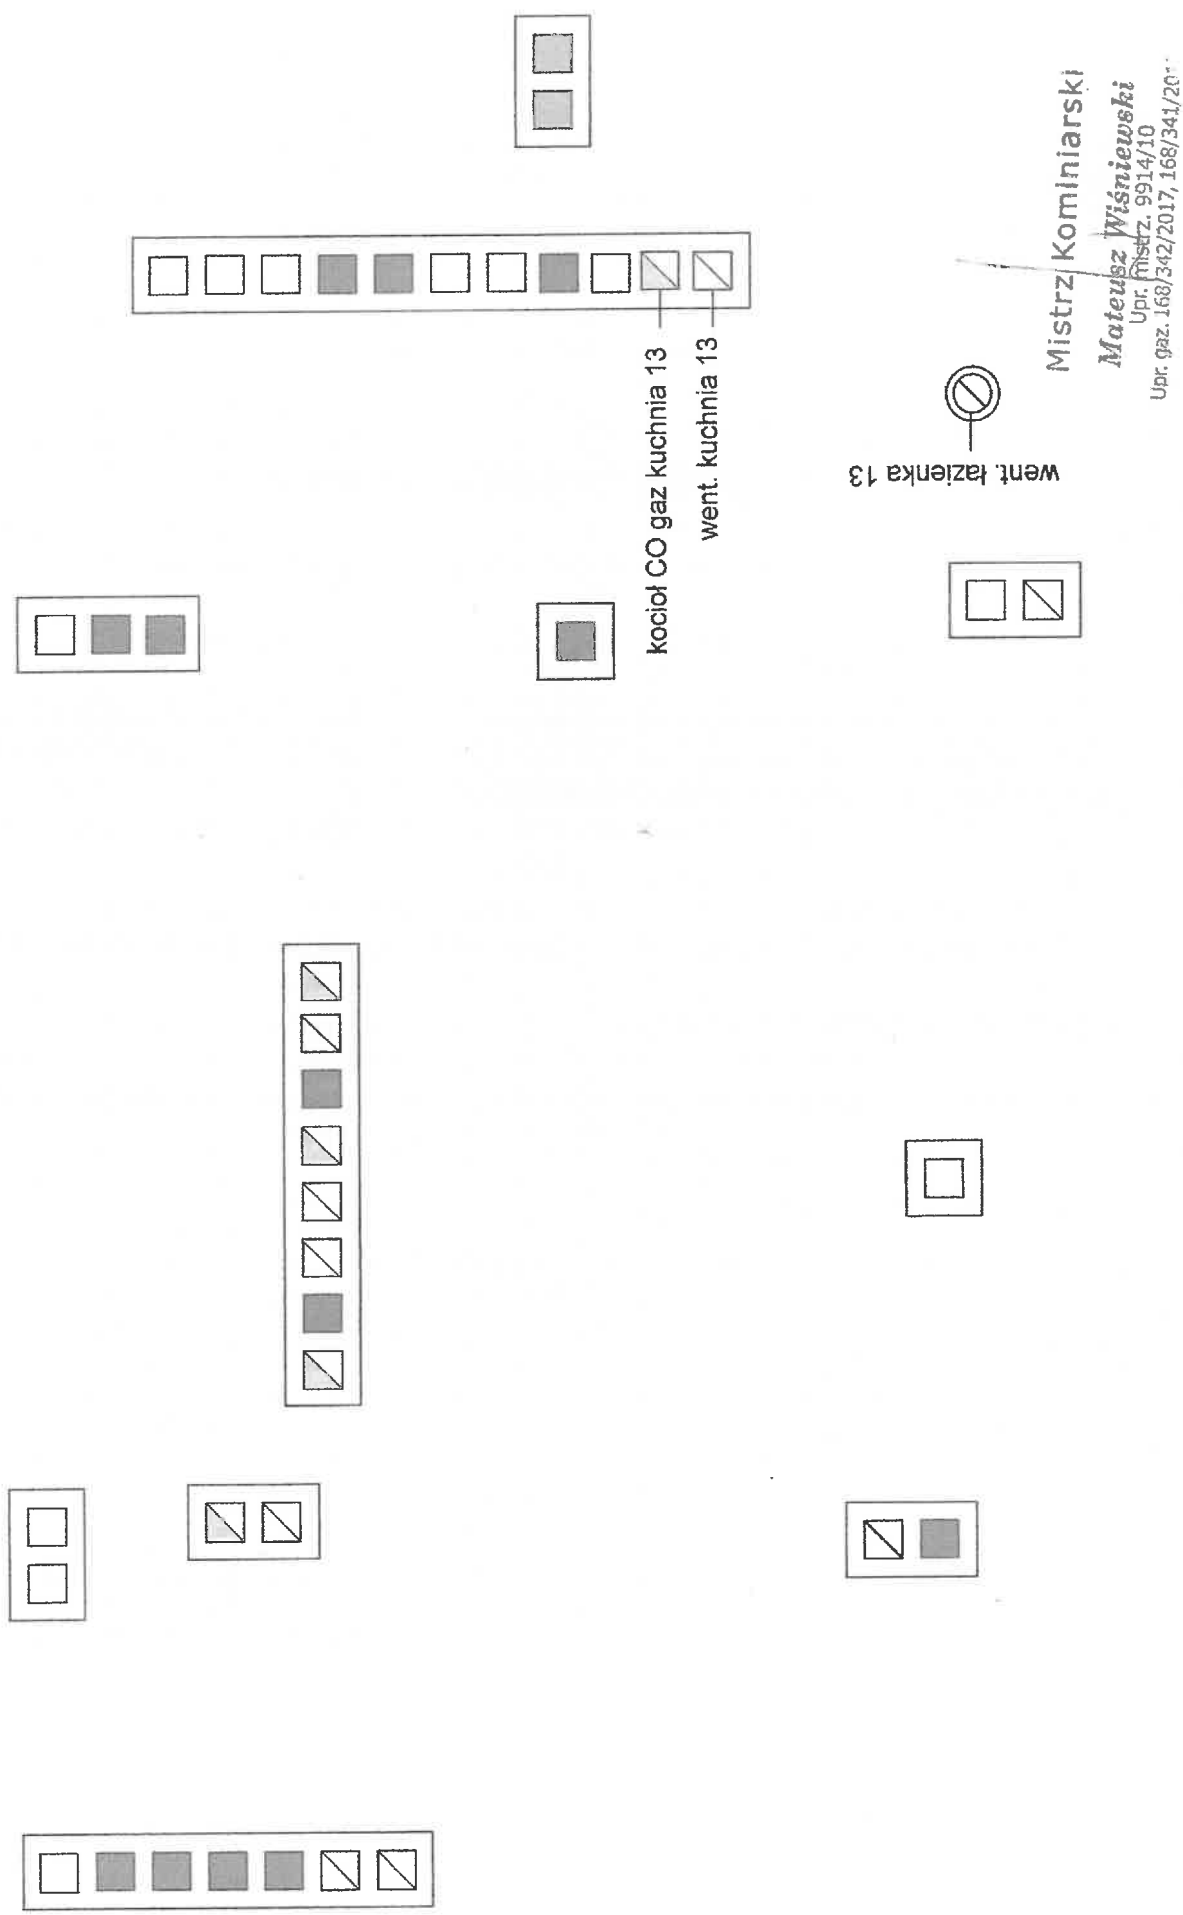 kocioł CO gaz kuchnia 13
went. kuchnia 13
went. łazienka 13
Mistrz Kominiarski
Mateusz Wiśniewski
Upr. mistrz. 9914/10
Upr. gaz. 168/342/2017, 168/341/201